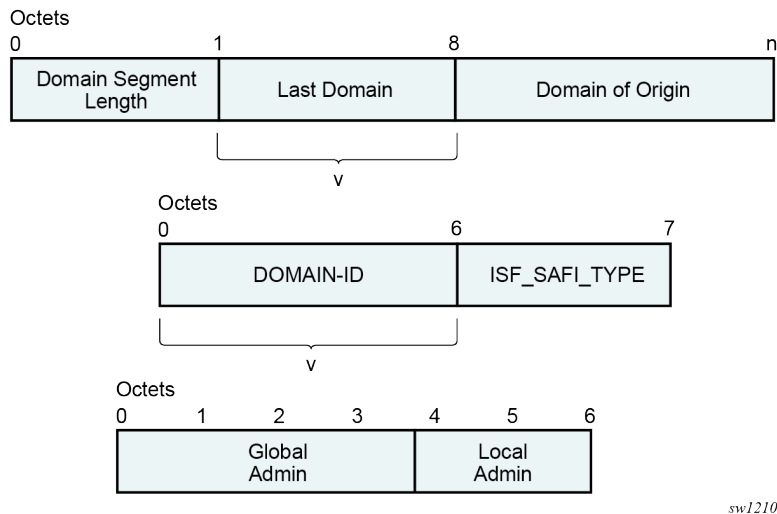 Octets
0 1 8 n
Domain Segment
Length
Last Domain
Domain of Origin
v
Octets
0 6 7
DOMAIN-ID
ISF_SAFI_TYPE
v
Octets
0 1 2 3 4 5 6
Global
Admin
Local
Admin
sw1210